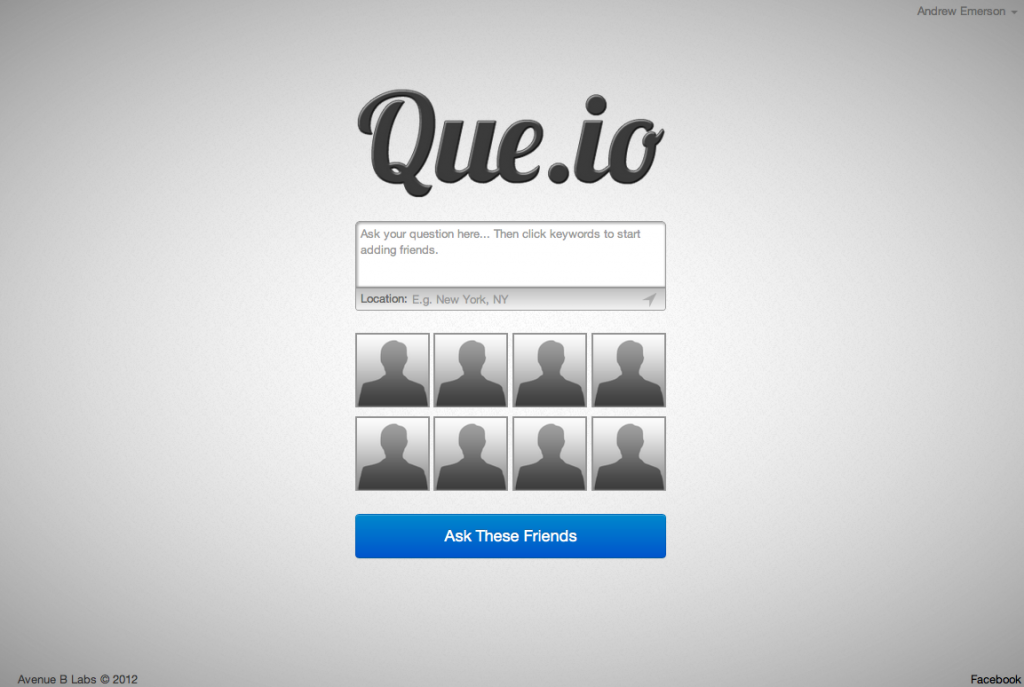 Andrew Emerson
Que.io
Ask your question here... Then click keywords to start
adding friends.
Location: E.g. New York, NY
Ask These Friends
Avenue B Labs © 2012
Facebook